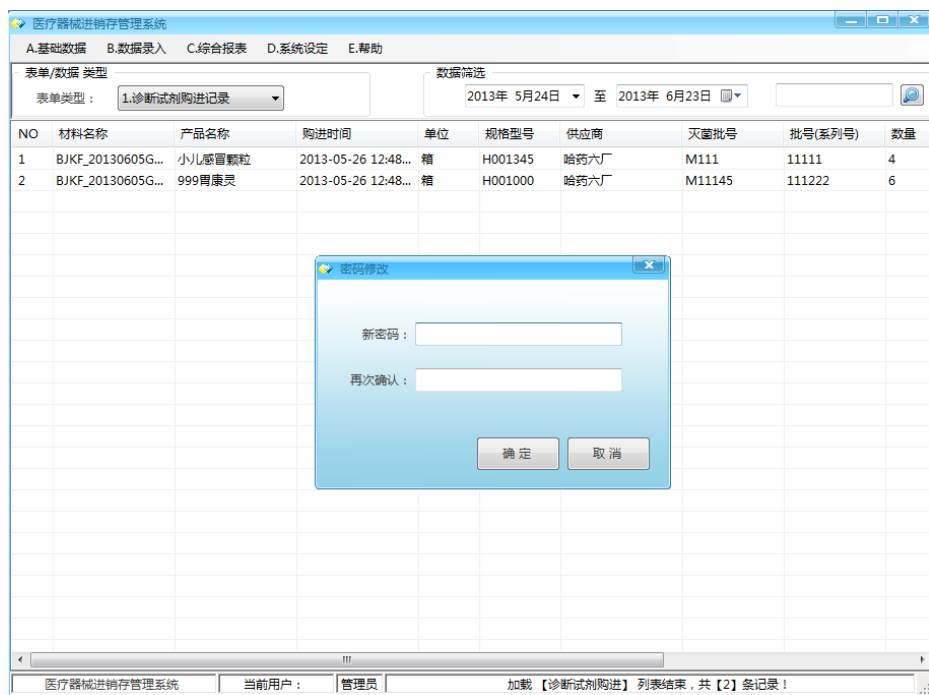 医疗器械进销存管理系统
A.基础数据 B.数据录入 C.综合报表 D.系统设定 E.帮助
表单/数据 类型 数据筛选
表单类型： 1.诊断试剂购进记录 2013年 5月24日 至 2013年 6月23日
NO 材料名称 产品名称 购进时间 单位 规格型号 供应商 灭菌批号 批号(系列号) 数量
1 BJKF_20130605G... 小儿感冒颗粒 2013-05-26 12:48... 箱 H001345 哈药六厂 M111 11111 4
2 BJKF_20130605G... 999胃康灵 2013-05-26 12:48... 箱 H001000 哈药六厂 M11145 111222 6
密码修改
新密码：
再次确认：
确 定 取 消
医疗器械进销存管理系统 当前用户： 管理员 加载 【诊断试剂购进】 列表结束，共【2】条记录！